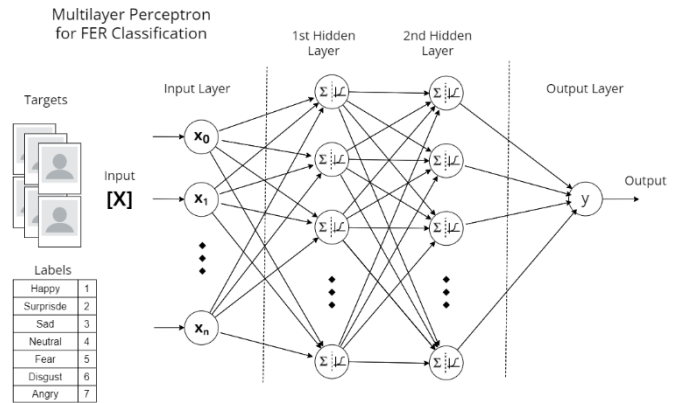 Multilayer Perceptron
for FER Classification
1st Hidden
Layer
2nd Hidden
Layer
Input Layer
Output Layer
Targets
Input
[X]
x₀
x₁
xₙ
Σ
Σ
Σ
Σ
Σ
Σ
Σ
Σ
y
Output
Labels
Happy 1
Surprisde 2
Sad 3
Neutral 4
Fear 5
Disgust 6
Angry 7